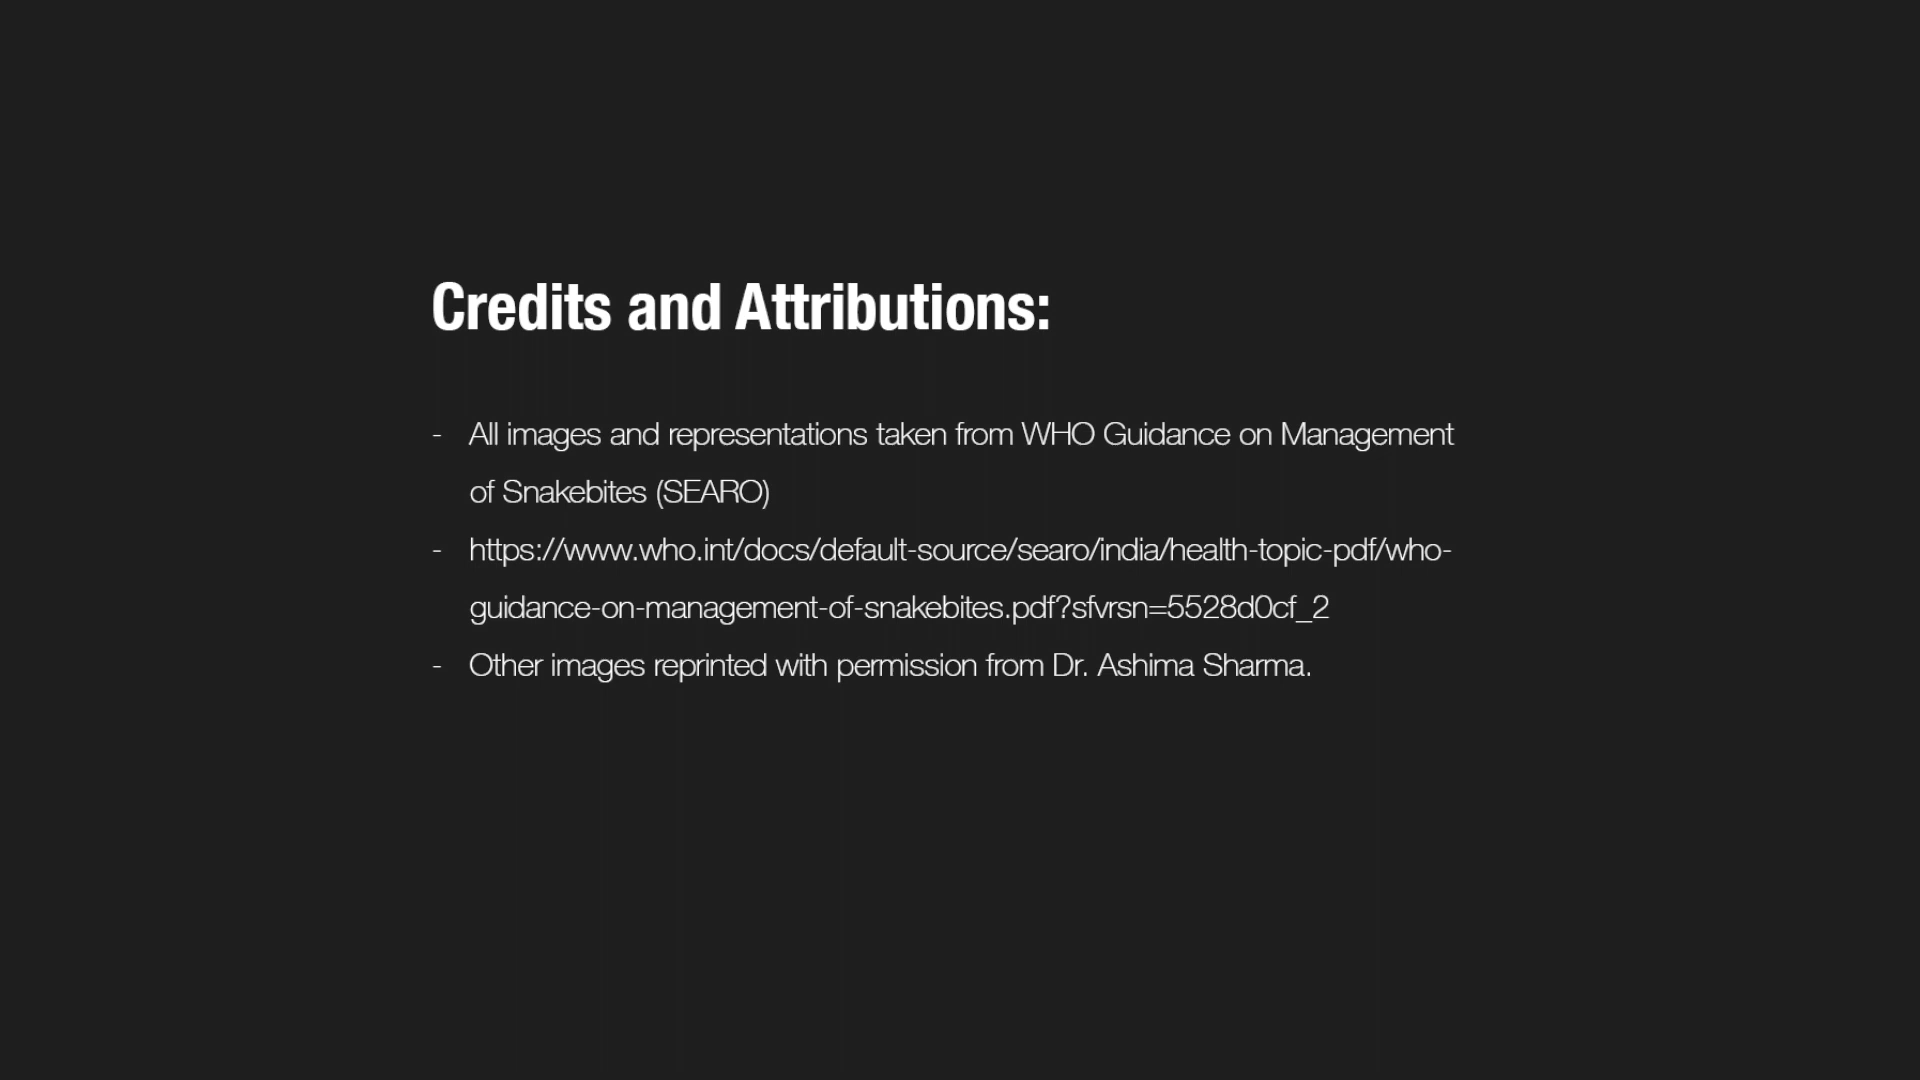 Credits and Attributions:
- All images and representations taken from WHO Guidance on Management
of Snakebites (SEARO)
- https://www.who.int/docs/default-source/searo/india/health-topic-pdf/who-
guidance-on-management-of-snakebites.pdf?sfvrsn=5528d0cf_2
- Other images reprinted with permission from Dr. Ashima Sharma.